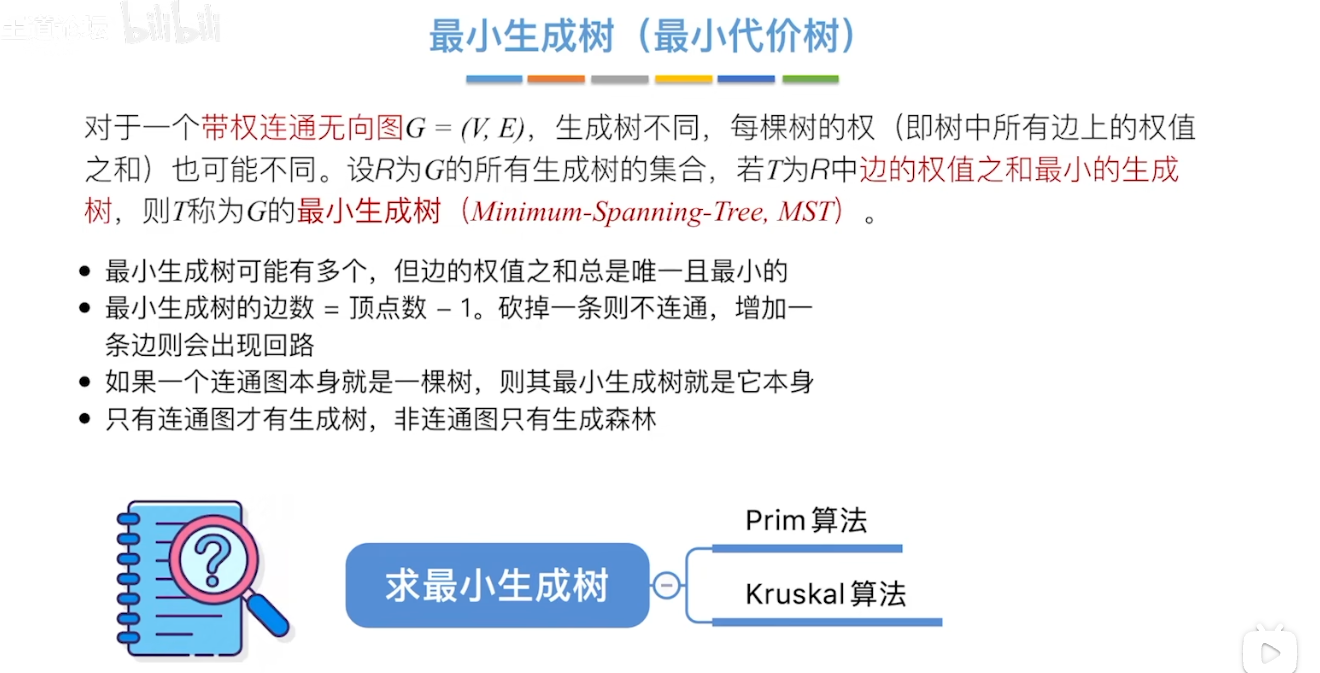 王道论坛 bilibili
最小生成树（最小代价树）
对于一个带权连通无向图G = (V, E)，生成树不同，每棵树的权（即树中所有边上的权值
之和）也可能不同。设R为G的所有生成树的集合，若T为R中边的权值之和最小的生成
树，则T称为G的最小生成树（Minimum-Spanning-Tree, MST）。
● 最小生成树可能有多个，但边的权值之和总是唯一且最小的
● 最小生成树的边数 = 顶点数 – 1。砍掉一条则不连通，增加一
条边则会出现回路
● 如果一个连通图本身就是一棵树，则其最小生成树就是它本身
● 只有连通图才有生成树，非连通图只有生成森林
?
Prim 算法
求最小生成树
Kruskal 算法